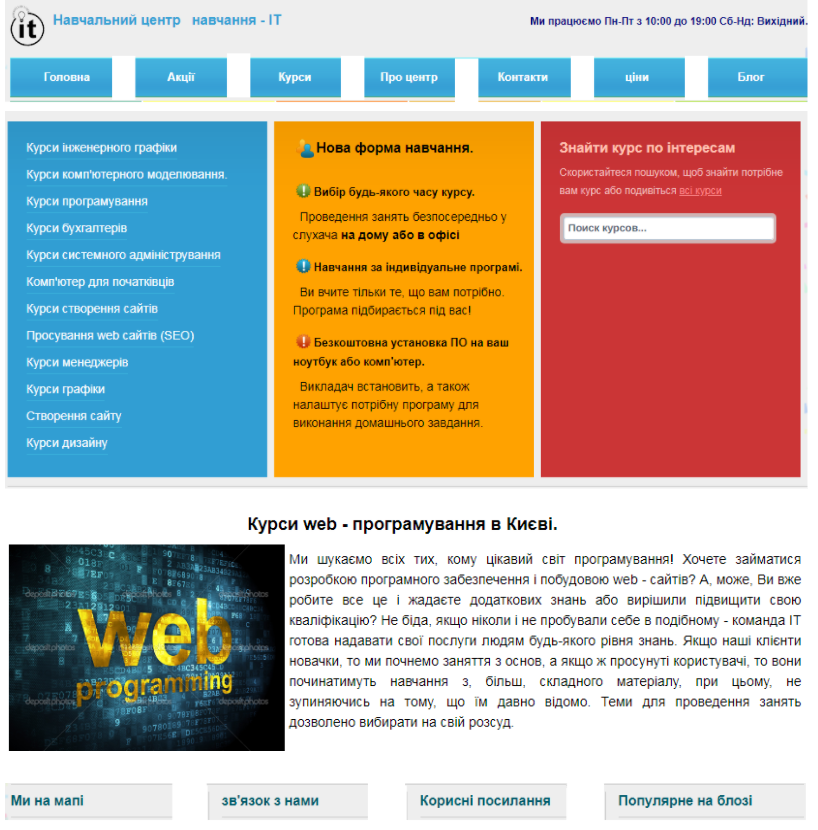 it
Навчальний центр навчання - IT
Ми працюємо Пн-Пт з 10:00 до 19:00 Сб-Нд: Вихідний.
Головна
Акції
Курси
Про центр
Контакти
ціни
Блог
Курси інженерного графіки
Курси комп'ютерного моделювання.
Курси програмування
Курси бухгалтерів
Курси системного адміністрування
Комп'ютер для початківців
Курси створення сайтів
Просування web сайтів (SEO)
Курси менеджерів
Курси графіки
Створення сайту
Курси дизайну
Нова форма навчання.
Вибір будь-якого часу курсу.
Проведення занять безпосередньо у
слухача на дому або в офісі
Навчання за індивідуальне програмі.
Ви вчите тільки те, що вам потрібно.
Програма підбирається під вас!
Безкоштовна установка ПО на ваш
ноутбук або комп'ютер.
Викладач встановить, а також
налаштує потрібну програму для
виконання домашнього завдання.
Знайти курс по інтересам
Скористайтеся пошуком, щоб знайти потрібне
вам курс або подивіться всі курси
Поиск курсов...
Курси web - програмування в Києві.
web
programming
depositphotos
Ми шукаємо всіх тих, кому цікавий світ програмування! Хочете займатися
розробкою програмного забезпечення і побудовою web - сайтів? А, може, Ви вже
робите все це і жадаєте додаткових знань або вирішили підвищити свою
кваліфікацію? Не біда, якщо ніколи і не пробували себе в подібному - команда IT
готова надавати свої послуги людям будь-якого рівня знань. Якщо наші клієнти
новачки, то ми почнемо заняття з основ, а якщо ж просунуті користувачі, то вони
починатимуть навчання з, більш, складного матеріалу, при цьому, не
зупиняючись на тому, що їм давно відомо. Теми для проведення занять
дозволено вибирати на свій розсуд.
Ми на мапі
зв'язок з нами
Корисні посилання
Популярне на блозі